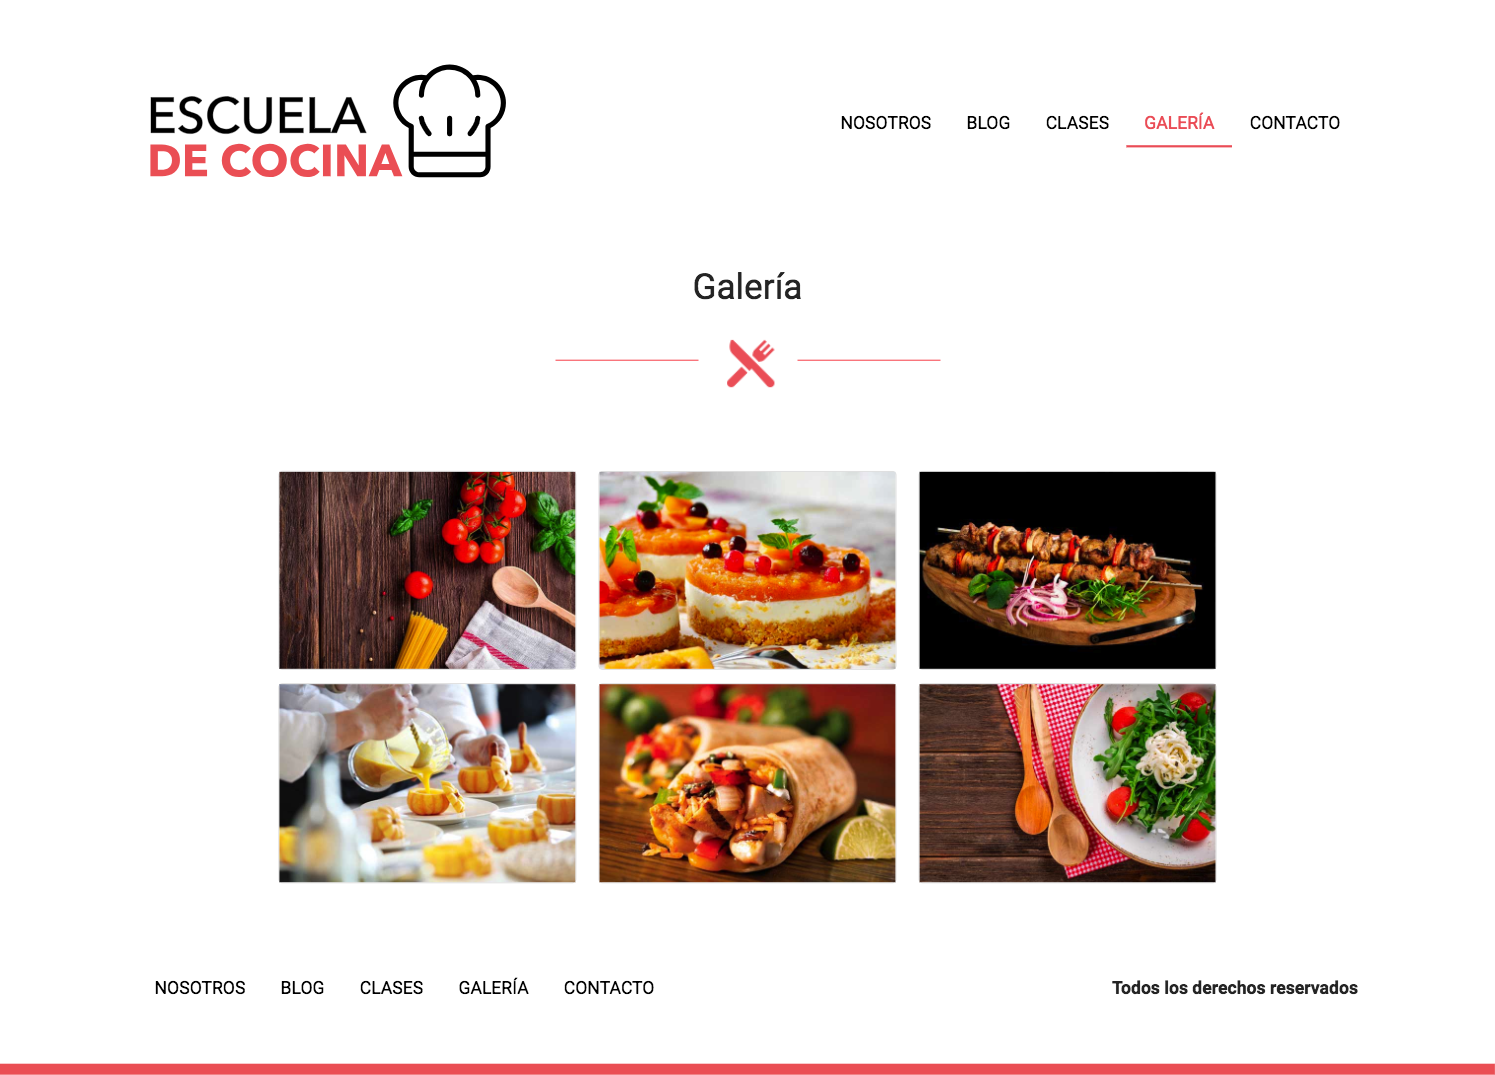 ESCUELA
DE COCINA
NOSOTROS BLOG CLASES GALERÍA CONTACTO
Galería
NOSOTROS BLOG CLASES GALERÍA CONTACTO
Todos los derechos reservados